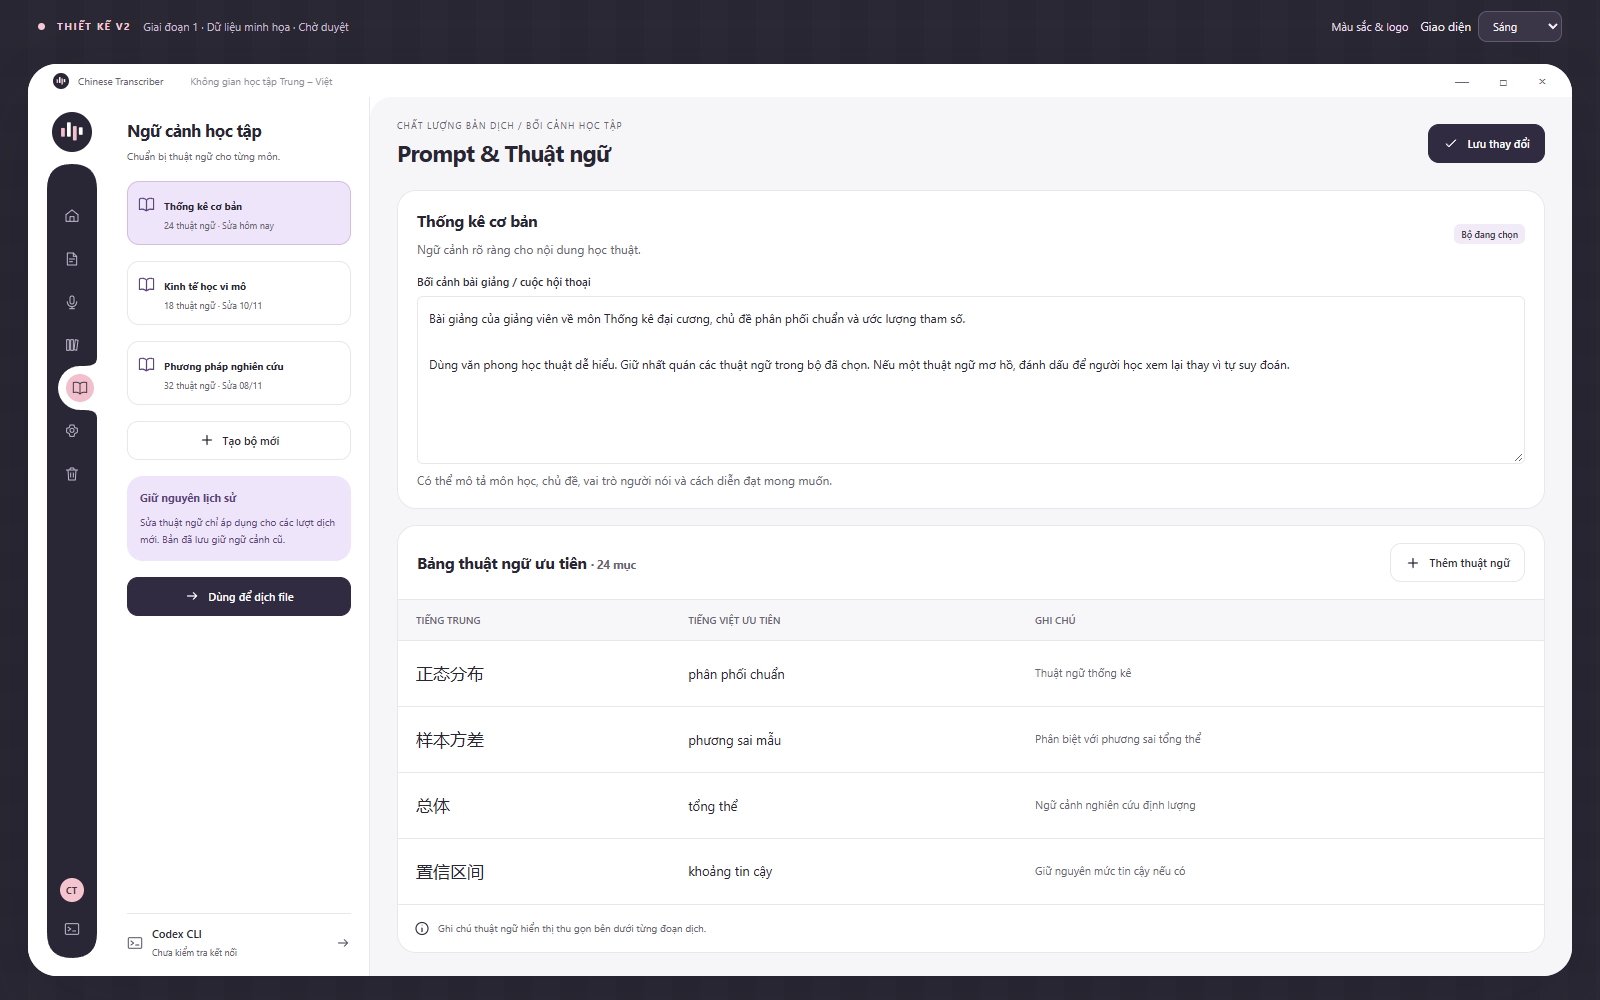 THIẾT KẾ V2
Giai đoạn 1 · Dữ liệu minh họa · Chờ duyệt
Màu sắc & logo
Giao diện
Sáng
Chinese Transcriber
Không gian học tập Trung – Việt
Ngữ cảnh học tập
Chuẩn bị thuật ngữ cho từng môn.
Thống kê cơ bản
24 thuật ngữ · Sửa hôm nay
Kinh tế học vi mô
18 thuật ngữ · Sửa 10/11
Phương pháp nghiên cứu
32 thuật ngữ · Sửa 08/11
Tạo bộ mới
Giữ nguyên lịch sử
Sửa thuật ngữ chỉ áp dụng cho các lượt dịch
mới. Bản đã lưu giữ ngữ cảnh cũ.
Dùng để dịch file
CT
Codex CLI
Chưa kiểm tra kết nối
CHẤT LƯỢNG BẢN DỊCH / BỐI CẢNH HỌC TẬP
Prompt & Thuật ngữ
Lưu thay đổi
Thống kê cơ bản
Ngữ cảnh rõ ràng cho nội dung học thuật.
Bộ đang chọn
Bối cảnh bài giảng / cuộc hội thoại
Bài giảng của giảng viên về môn Thống kê đại cương, chủ đề phân phối chuẩn và ước lượng tham số.
Dùng văn phong học thuật dễ hiểu. Giữ nhất quán các thuật ngữ trong bộ đã chọn. Nếu một thuật ngữ mơ hồ, đánh dấu để người học xem lại thay vì tự suy đoán.
Có thể mô tả môn học, chủ đề, vai trò người nói và cách diễn đạt mong muốn.
Bảng thuật ngữ ưu tiên · 24 mục
Thêm thuật ngữ
TIẾNG TRUNG
TIẾNG VIỆT ƯU TIÊN
GHI CHÚ
正态分布
phân phối chuẩn
Thuật ngữ thống kê
样本方差
phương sai mẫu
Phân biệt với phương sai tổng thể
总体
tổng thể
Ngữ cảnh nghiên cứu định lượng
置信区间
khoảng tin cậy
Giữ nguyên mức tin cậy nếu có
Ghi chú thuật ngữ hiển thị thu gọn bên dưới từng đoạn dịch.